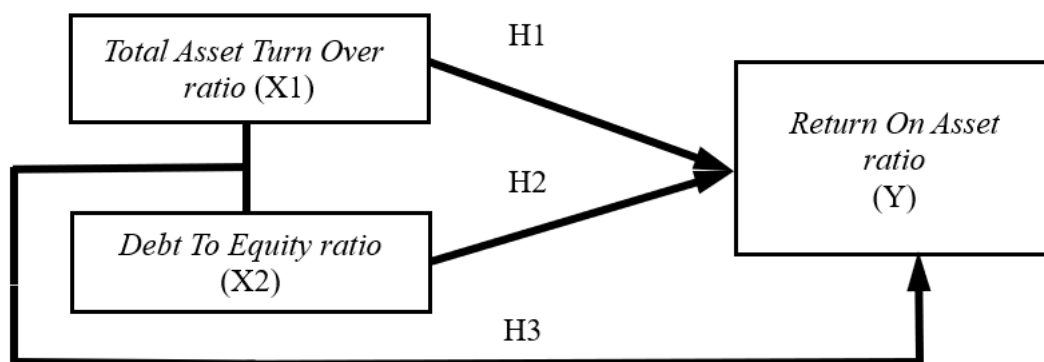 Total Asset Turn Over
ratio (X1)
H1
Return On Asset
ratio
(Y)
H2
Debt To Equity ratio
(X2)
H3